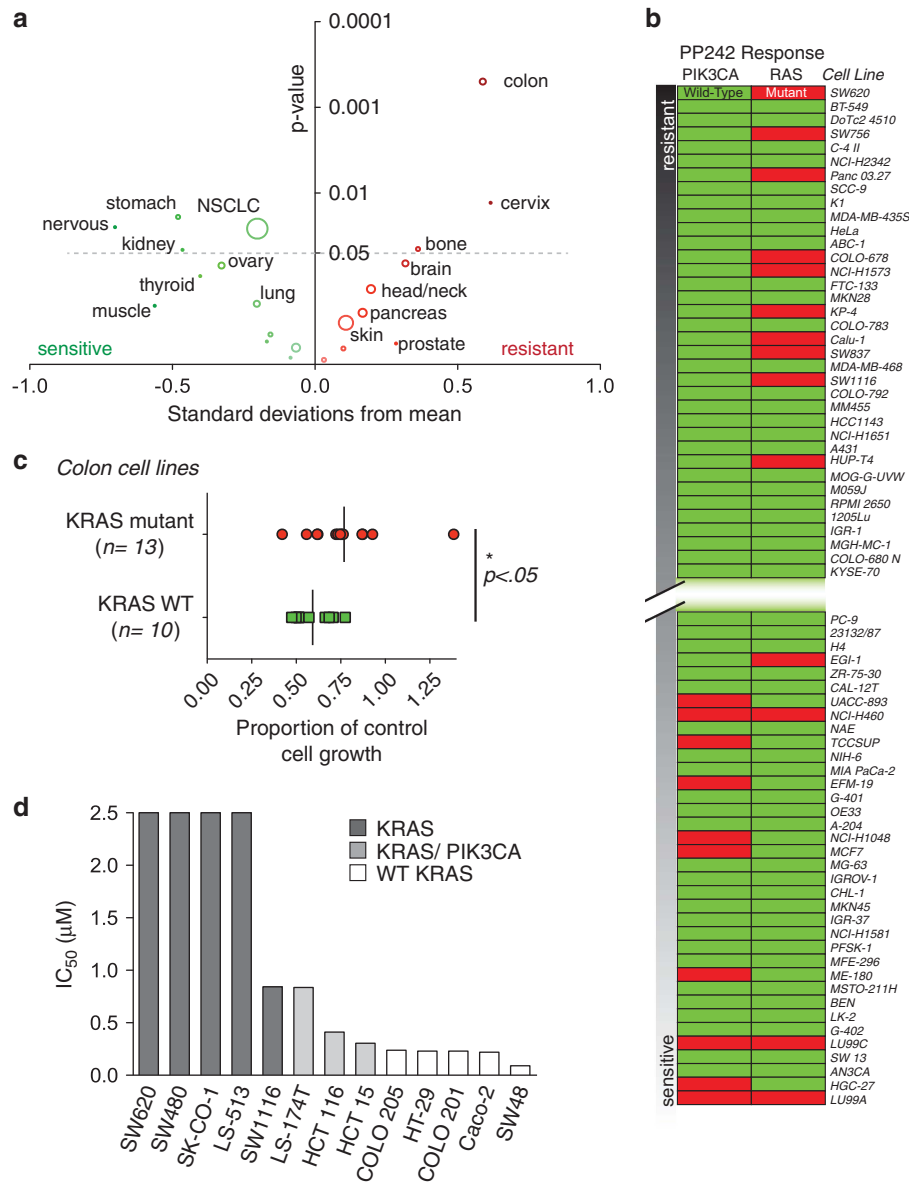 a
0.0001
p-value
colon
0.001
0.01
stomach
NSCLC
cervix
nervous
kidney
bone
0.05
ovary
brain
thyroid
head/neck
lung
muscle
pancreas
skin
prostate
sensitive
resistant
-1.0
-0.5
0.0
0.5
1.0
Standard deviations from mean
b
PP242 Response
PIK3CA RAS Cell Line
resistant
Wild-Type Mutant SW620
BT-549
DoTc2 4510
SW756
C-4 II
NCI-H2342
Panc 03.27
SCC-9
K1
MDA-MB-435S
HeLa
ABC-1
COLO-678
NCI-H1573
FTC-133
MKN28
KP-4
COLO-783
Calu-1
SW837
MDA-MB-468
SW1116
COLO-792
MM455
HCC1143
NCI-H1651
A431
HUP-T4
MOG-G-UVW
M059J
RPMI 2650
1205Lu
IGR-1
MGH-MC-1
COLO-680 N
KYSE-70
PC-9
23132/87
H4
EGI-1
ZR-75-30
CAL-12T
UACC-893
NCI-H460
NAE
TCCSUP
NIH-6
MIA PaCa-2
EFM-19
G-401
OE33
A-204
NCI-H1048
MCF7
MG-63
IGROV-1
CHL-1
MKN45
IGR-37
NCI-H1581
PFSK-1
MFE-296
ME-180
MSTO-211H
BEN
LK-2
G-402
LU99C
SW 13
AN3CA
HGC-27
LU99A
sensitive
c
Colon cell lines
KRAS mutant
(n= 13)
*
p<.05
KRAS WT
(n= 10)
0.00
0.25
0.50
0.75
1.00
1.25
Proportion of control
cell growth
d
2.5
2.0
1.5
1.0
0.5
0.0
IC50 (μM)
KRAS
KRAS/ PIK3CA
WT KRAS
SW620
SW480
SK-CO-1
LS-513
SW1116
LS-174T
HCT 116
HCT 15
COLO 205
HT-29
COLO 201
Caco-2
SW48